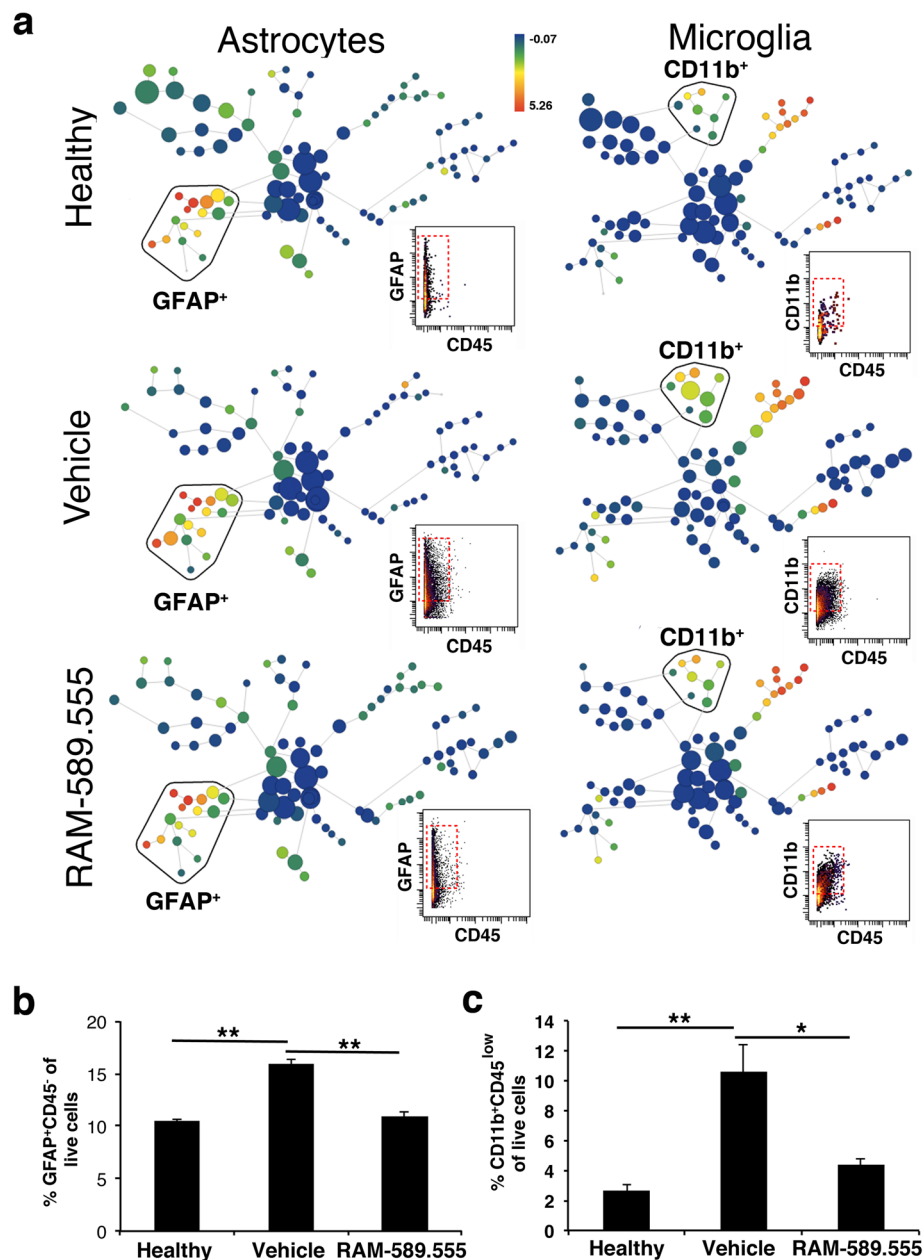 a
Astrocytes
Microglia
-0.07
5.26
Healthy
CD11b⁺
GFAP⁺
GFAP
CD45
CD11b
CD45
Vehicle
CD11b⁺
GFAP⁺
GFAP
CD45
CD11b
CD45
RAM-589.555
CD11b⁺
GFAP⁺
GFAP
CD45
CD11b
CD45
b
% GFAP⁺CD45⁻ of
live cells
20
15
10
5
0
**
**
Healthy Vehicle RAM-589.555
c
% CD11b⁺CD45ˡᵒʷ
of live cells
14
12
10
8
6
4
2
0
**
*
Healthy Vehicle RAM-589.555